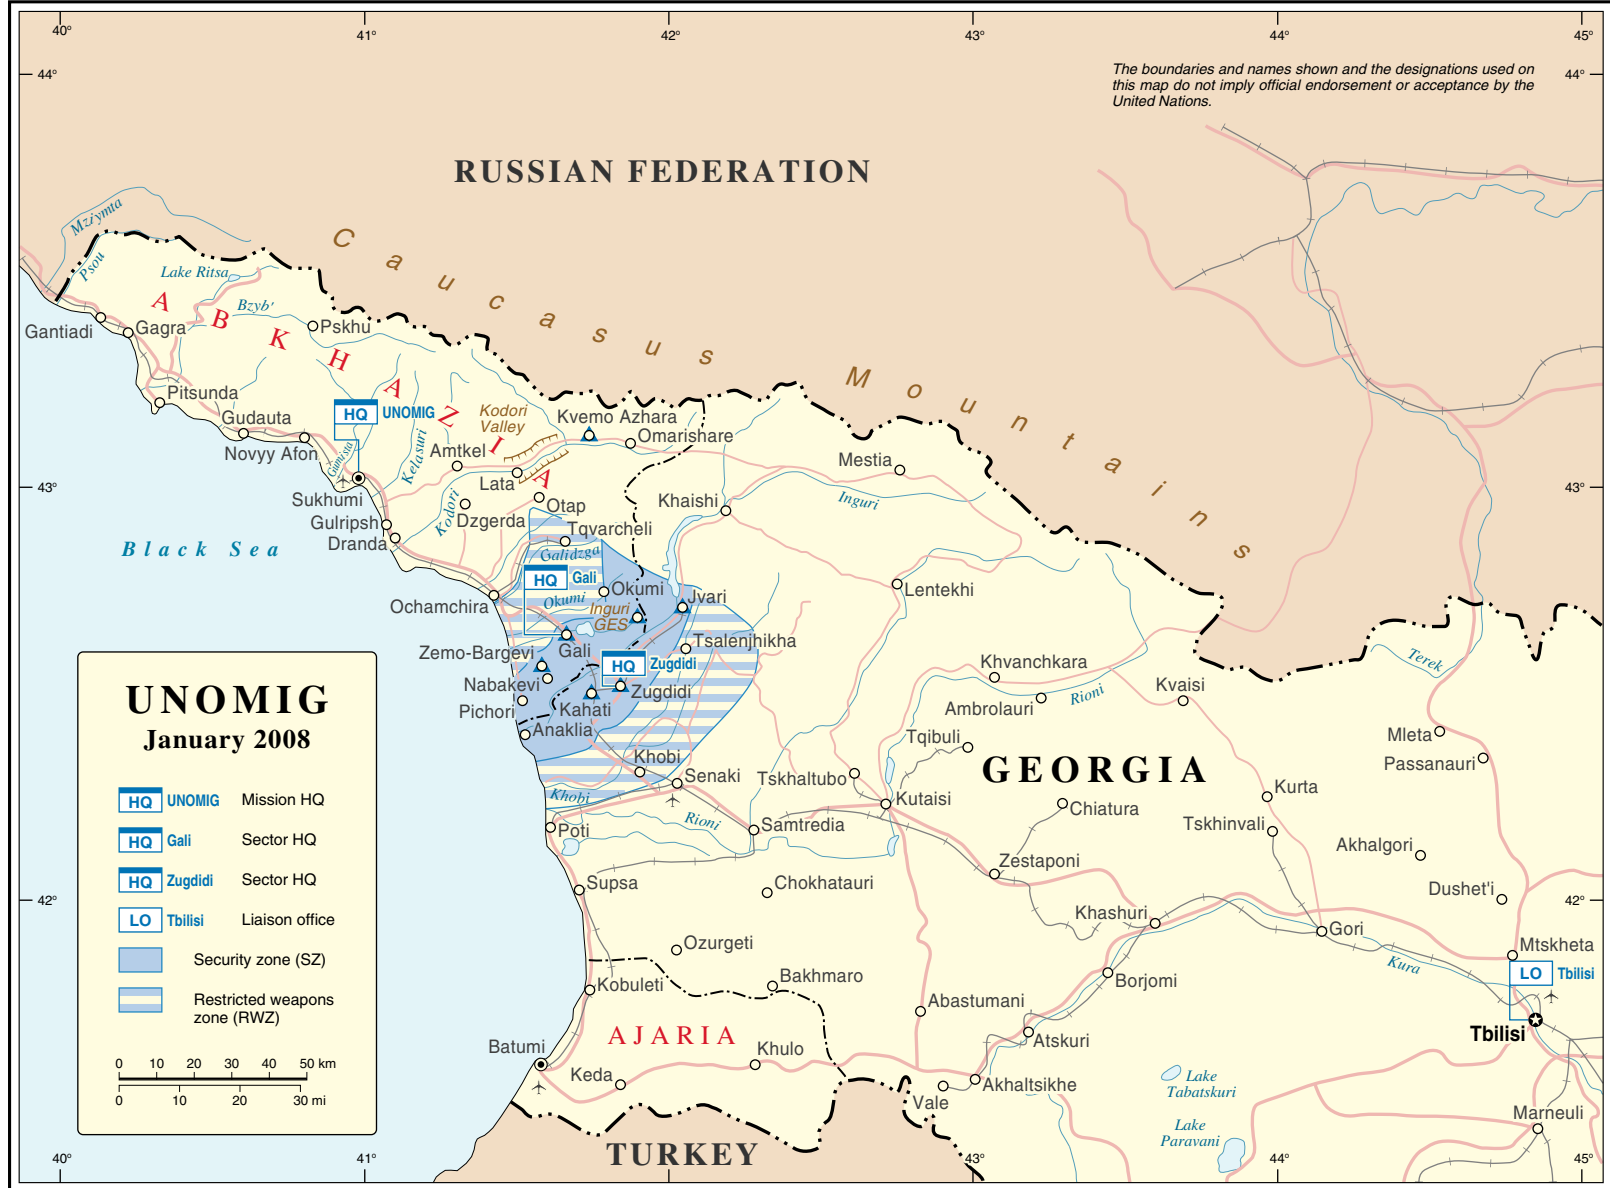 40°
41°
42°
43°
44°
45°
44°
44°
The boundaries and names shown and the designations used on
this map do not imply official endorsement or acceptance by the
United Nations.
RUSSIAN FEDERATION
Caucasus Mountains
Mziymta
Psou
Lake Ritsa
Bzyb'
ABKHAZIA
Gantiadi
Gagra
Pskhu
Pitsunda
Gudauta
Novyy Afon
HQ UNOMIG
Gumista
Kelasuri
Kodori
Valley
Kvemo Azhara
Omarishare
Amtkel
Lata
Otap
Kodori
Dzgerda
Sukhumi
Gulripsh
Dranda
Tqvarcheli
Galidzga
HQ Gali
Okumi
Okumi
Ochamchira
Inguri
GES
Jvari
Tsalenjhikha
Zemo-Bargevi
Gali
HQ Zugdidi
Nabakevi
Zugdidi
Pichori
Kahati
Anaklia
Khobi
Senaki
Khobi
Rioni
Poti
Samtredia
Mestia
Khaishi
Inguri
43°
43°
Black Sea
Lentekhi
Khvanchkara
Ambrolauri
Rioni
Kvaisi
Terek
Tqibuli
Tskhaltubo
Kutaisi
GEORGIA
Mleta
Passanauri
Chiatura
Kurta
Tskhinvali
Akhalgori
Zestaponi
Dushet'i
42°
42°
Supsa
Chokhatauri
Khashuri
Gori
Mtskheta
Kura
LO Tbilisi
Tbilisi
Ozurgeti
Bakhmaro
Kobuleti
Borjomi
Abastumani
Atskuri
AJARIA
Batumi
Khulo
Keda
Akhaltsikhe
Vale
Lake
Tabatskuri
Lake
Paravani
Marneuli
TURKEY
UNOMIG
January 2008
HQ UNOMIG Mission HQ
HQ Gali Sector HQ
HQ Zugdidi Sector HQ
LO Tbilisi Liaison office
Security zone (SZ)
Restricted weapons
zone (RWZ)
0 10 20 30 40 50 km
0 10 20 30 mi
40°
41°
43°
44°
45°